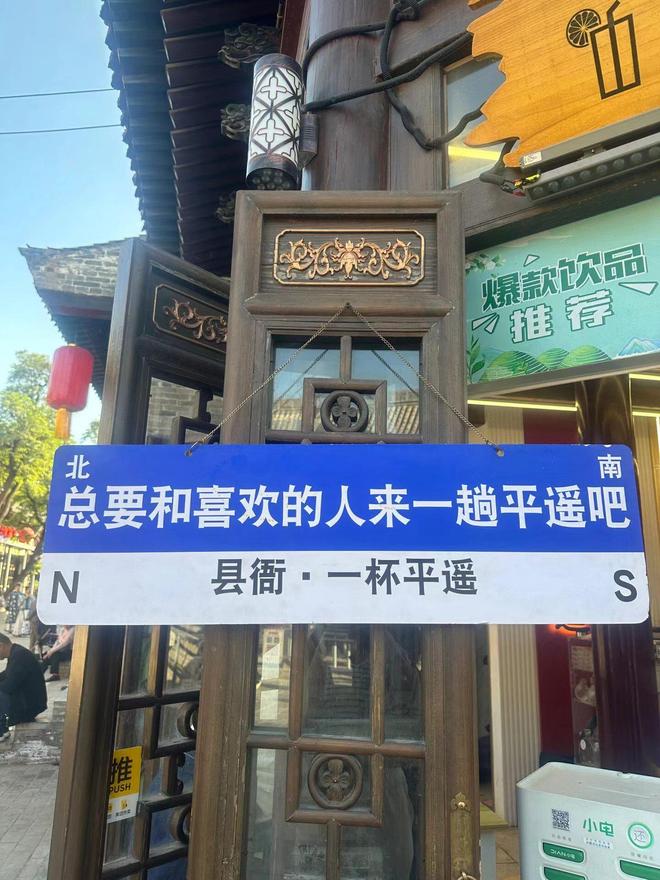 爆款饮品
推荐
北 南
总要和喜欢的人来一趟平遥吧
N S
县衙·一杯平遥
推
PUSH
小电
还